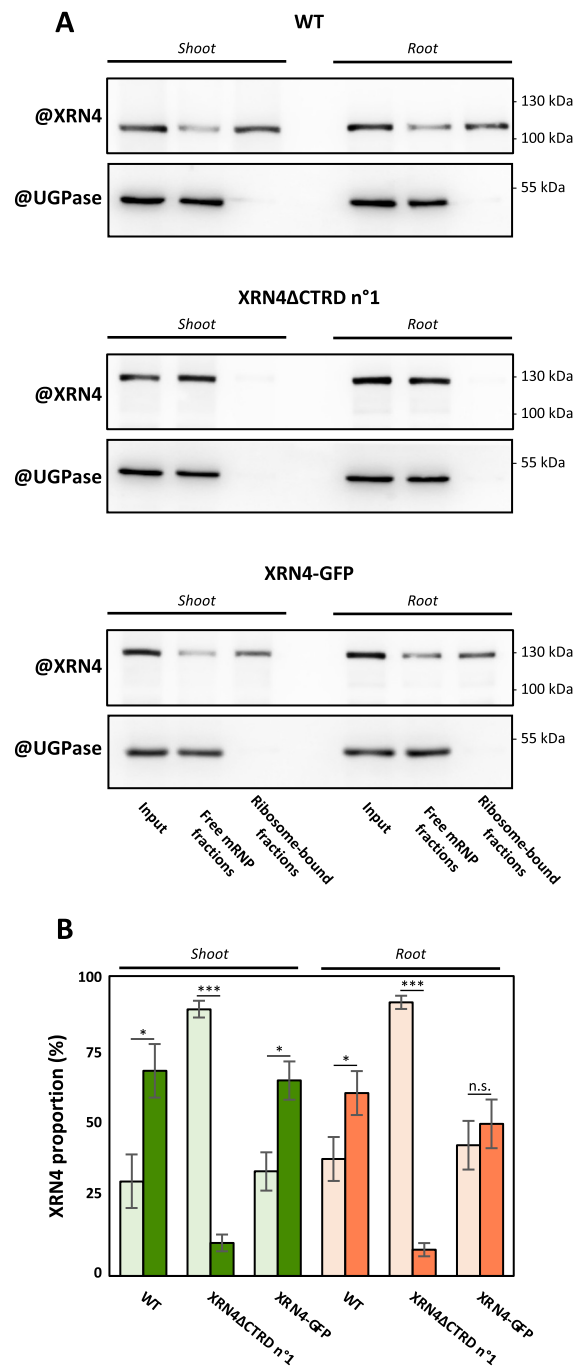 A
WT
Shoot Root
@XRN4
130 kDa
100 kDa
@UGPase
55 kDa
XRN4ΔCTRD n°1
Shoot Root
@XRN4
130 kDa
100 kDa
@UGPase
55 kDa
XRN4-GFP
Shoot Root
@XRN4
130 kDa
100 kDa
@UGPase
55 kDa
Input
Free mRNP
fractions
Ribosome-bound
fractions
Input
Free mRNP
fractions
Ribosome-bound
fractions
B
Shoot Root
XRN4 proportion (%)
100
75
50
25
0
* *** * * *** n.s.
WT
XRN4ΔCTRD n°1
XRN4-GFP
WT
XRN4ΔCTRD n°1
XRN4-GFP